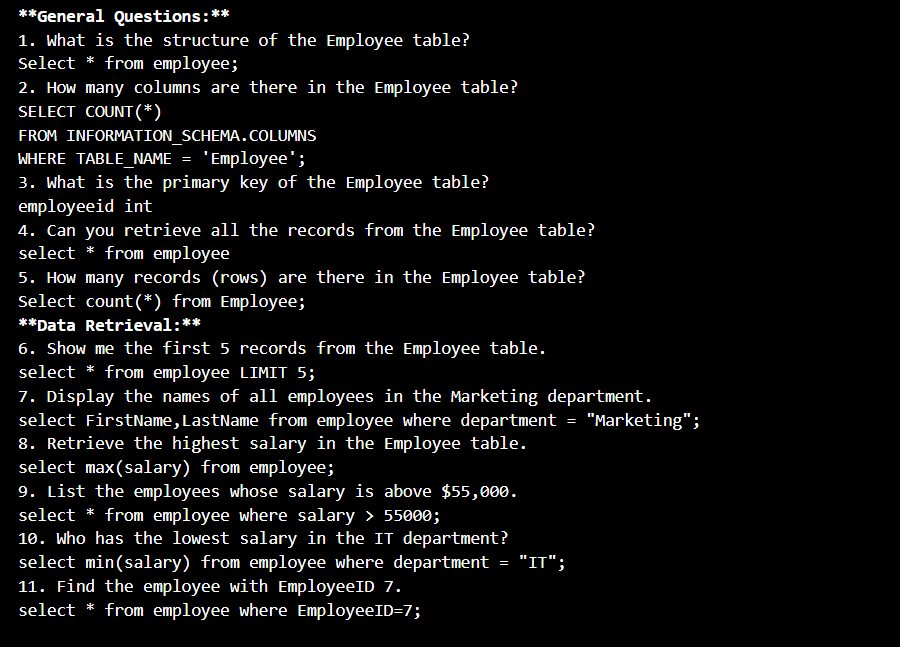 **General Questions:**
1. What is the structure of the Employee table?
Select * from employee;
2. How many columns are there in the Employee table?
SELECT COUNT(*)
FROM INFORMATION_SCHEMA.COLUMNS
WHERE TABLE_NAME = 'Employee';
3. What is the primary key of the Employee table?
employeeid int
4. Can you retrieve all the records from the Employee table?
select * from employee
5. How many records (rows) are there in the Employee table?
Select count(*) from Employee;
**Data Retrieval:**
6. Show me the first 5 records from the Employee table.
select * from employee LIMIT 5;
7. Display the names of all employees in the Marketing department.
select FirstName,LastName from employee where department = "Marketing";
8. Retrieve the highest salary in the Employee table.
select max(salary) from employee;
9. List the employees whose salary is above $55,000.
select * from employee where salary > 55000;
10. Who has the lowest salary in the IT department?
select min(salary) from employee where department = "IT";
11. Find the employee with EmployeeID 7.
select * from employee where EmployeeID=7;